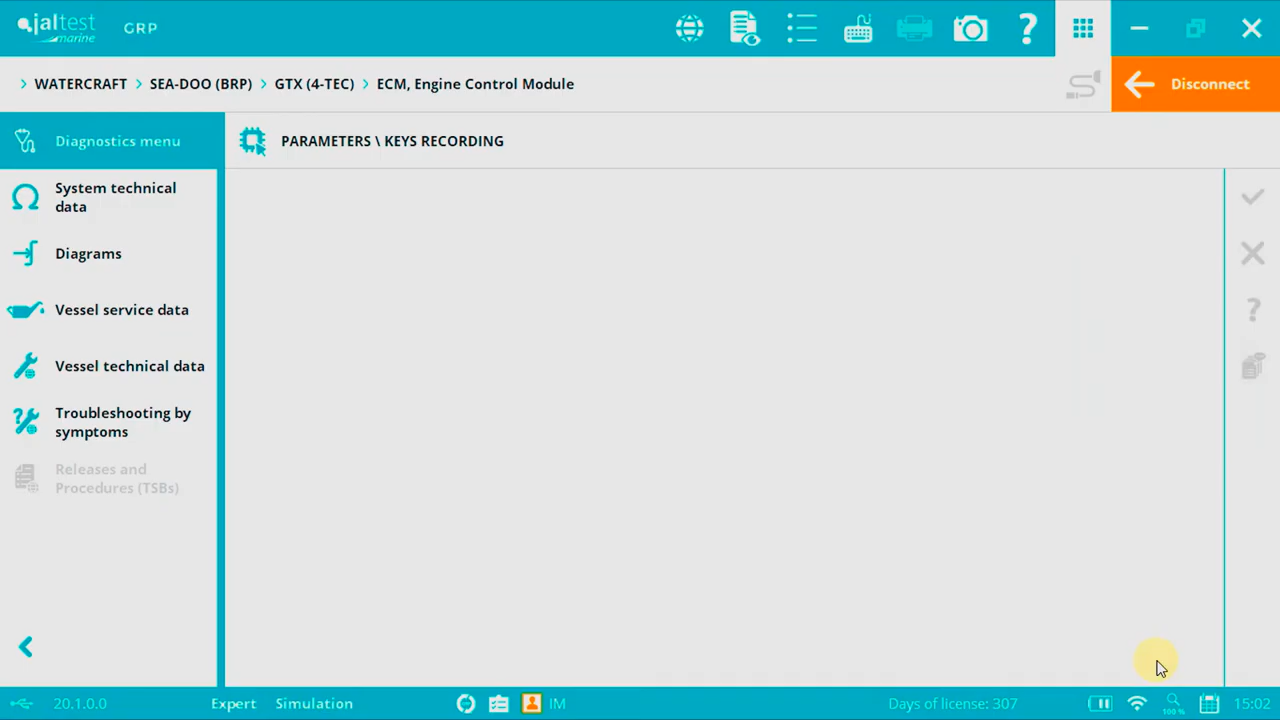 jaltest
marine
GRP
?
> WATERCRAFT > SEA-DOO (BRP) > GTX (4-TEC) > ECM, Engine Control Module
Disconnect
Diagnostics menu
PARAMETERS \ KEYS RECORDING
System technical
data
Diagrams
Vessel service data
Vessel technical data
Troubleshooting by
symptoms
Releases and
Procedures (TSBs)
?
20.1.0.0
Expert
Simulation
IM
Days of license: 307
100 %
15:02